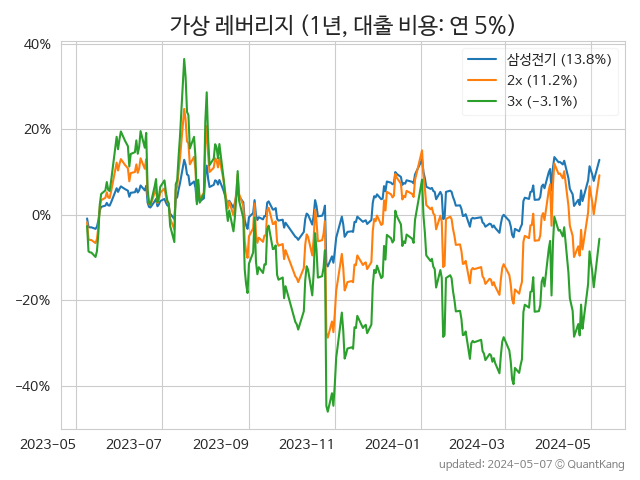 가상 레버리지 (1년, 대출 비용: 연 5%)
삼성전기 (13.8%)
2x (11.2%)
3x (−3.1%)
40%
20%
0%
−20%
−40%
2023−05 2023−07 2023−09 2023−11 2024−01 2024−03 2024−05
updated: 2024-05-07 © QuantKang